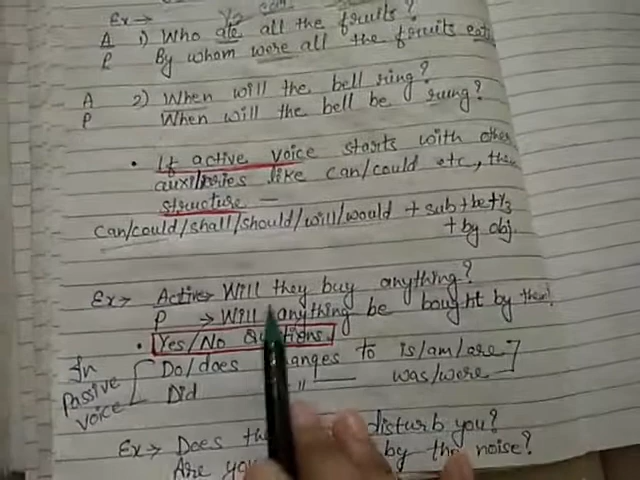 Ex →
A 1) Who ate all the fruits?
P By whom were all the fruits
A 2) When will the bell ring?
P When will the bell be rung?
• If active voice starts with other
auxiliaries like can/could etc, then
structure —
can/could/shall/should/will/would + sub + be + V3
+ by obj.
Ex → Active → Will they buy anything?
P → Will anything be bought by them?
• Yes/No Questions.
In Passive voice
Do/does changes to is/am/are
Did " was/were
Ex → Does the disturb you?
Are you by the noise?